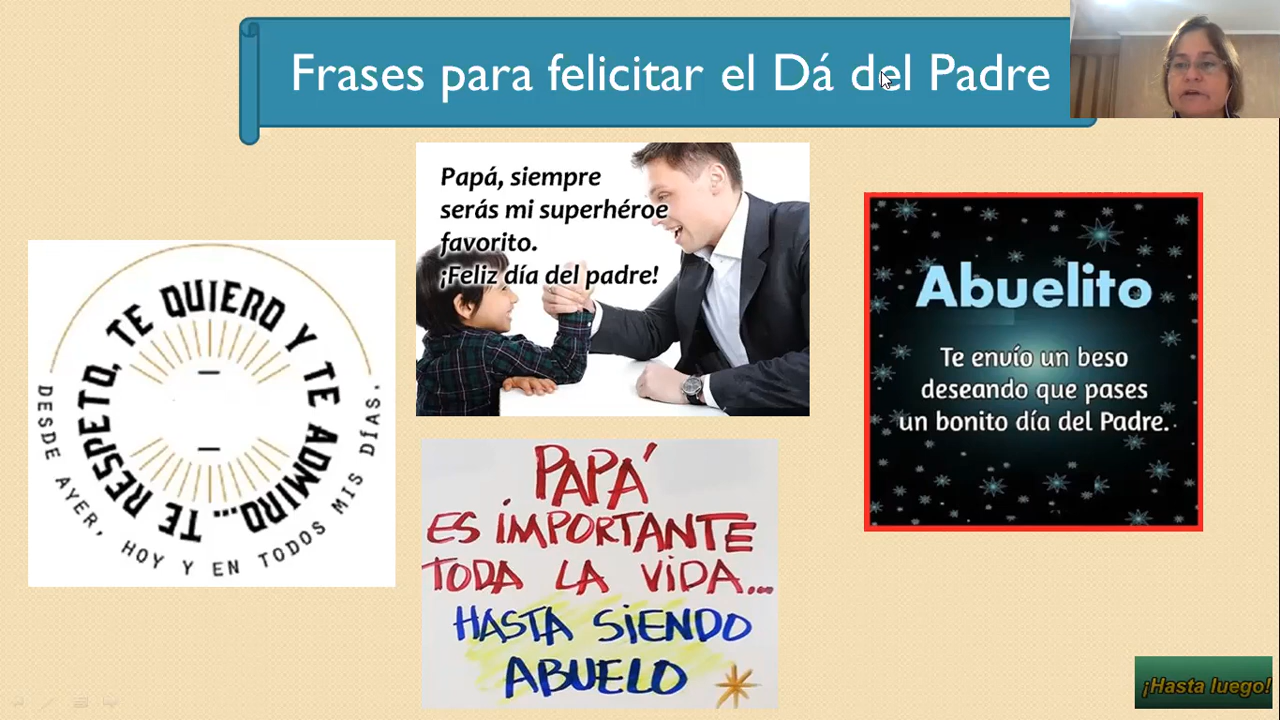 Frases para felicitar el Dá del Padre
TE RESPETO, TE QUIERO Y TE ADMIRO...
DESDE AYER, HOY Y EN TODOS MIS DÍAS.
Papá, siempre
serás mi superhéroe
favorito.
¡Feliz día del padre!
PAPÁ
ES IMPORTANTE
TODA LA VIDA...
HASTA SIENDO
ABUELO
Abuelito
Te envío un beso
deseando que pases
un bonito día del Padre.
¡Hasta luego!